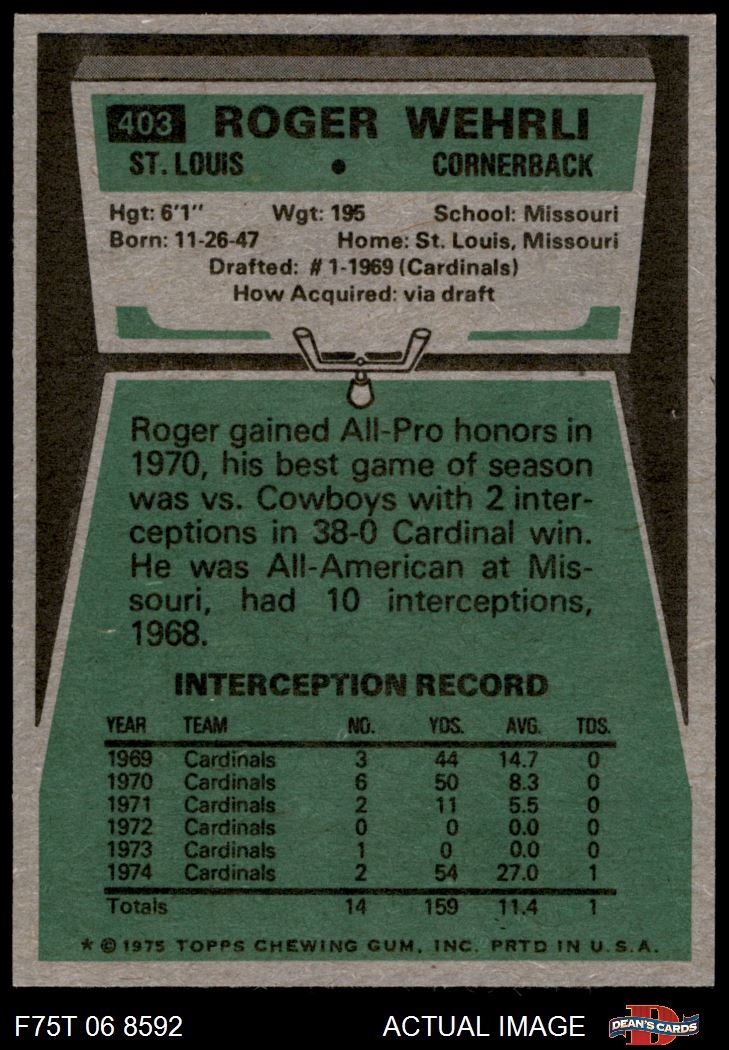 403 ROGER WEHRLI
ST. LOUIS • CORNERBACK
Hgt: 6'1" Wgt: 195 School: Missouri
Born: 11-26-47 Home: St. Louis, Missouri
Drafted: #1-1969 (Cardinals)
How Acquired: via draft
Roger gained All-Pro honors in
1970, his best game of season
was vs. Cowboys with 2 inter-
ceptions in 38-0 Cardinal win.
He was All-American at Mis-
souri, had 10 interceptions,
1968.
INTERCEPTION RECORD
YEAR TEAM NO. YDS. AVG. TDS.
1969 Cardinals 3 44 14.7 0
1970 Cardinals 6 50 8.3 0
1971 Cardinals 2 11 5.5 0
1972 Cardinals 0 0 0.0 0
1973 Cardinals 1 0 0.0 0
1974 Cardinals 2 54 27.0 1
Totals 14 159 11.4 1
* © 1975 TOPPS CHEWING GUM, INC. PRTD IN U.S.A.
F75T 06 8592 ACTUAL IMAGE DEAN'S CARDS